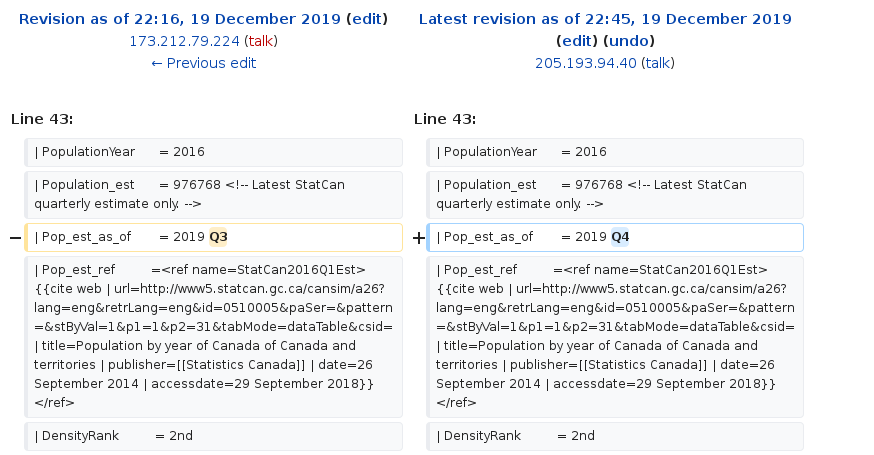 Revision as of 22:16, 19 December 2019 (edit)
173.212.79.224 (talk)
← Previous edit
Latest revision as of 22:45, 19 December 2019
(edit) (undo)
205.193.94.40 (talk)
Line 43:
Line 43:
| PopulationYear = 2016
| PopulationYear = 2016
| Population_est = 976768 <!-- Latest StatCan
quarterly estimate only. -->
| Population_est = 976768 <!-- Latest StatCan
quarterly estimate only. -->
− | Pop_est_as_of = 2019 Q3
+ | Pop_est_as_of = 2019 Q4
| Pop_est_ref =<ref name=StatCan2016Q1Est>
{{cite web | url=http://www5.statcan.gc.ca/cansim/a26?
lang=eng&retrLang=eng&id=0510005&paSer=&pattern
=&stByVal=1&p1=1&p2=31&tabMode=dataTable&csid=
| title=Population by year of Canada of Canada and
territories | publisher=[[Statistics Canada]] | date=26
September 2014 | accessdate=29 September 2018}}
</ref>
| Pop_est_ref =<ref name=StatCan2016Q1Est>
{{cite web | url=http://www5.statcan.gc.ca/cansim/a26?
lang=eng&retrLang=eng&id=0510005&paSer=&pattern
=&stByVal=1&p1=1&p2=31&tabMode=dataTable&csid=
| title=Population by year of Canada of Canada and
territories | publisher=[[Statistics Canada]] | date=26
September 2014 | accessdate=29 September 2018}}
</ref>
| DensityRank = 2nd
| DensityRank = 2nd